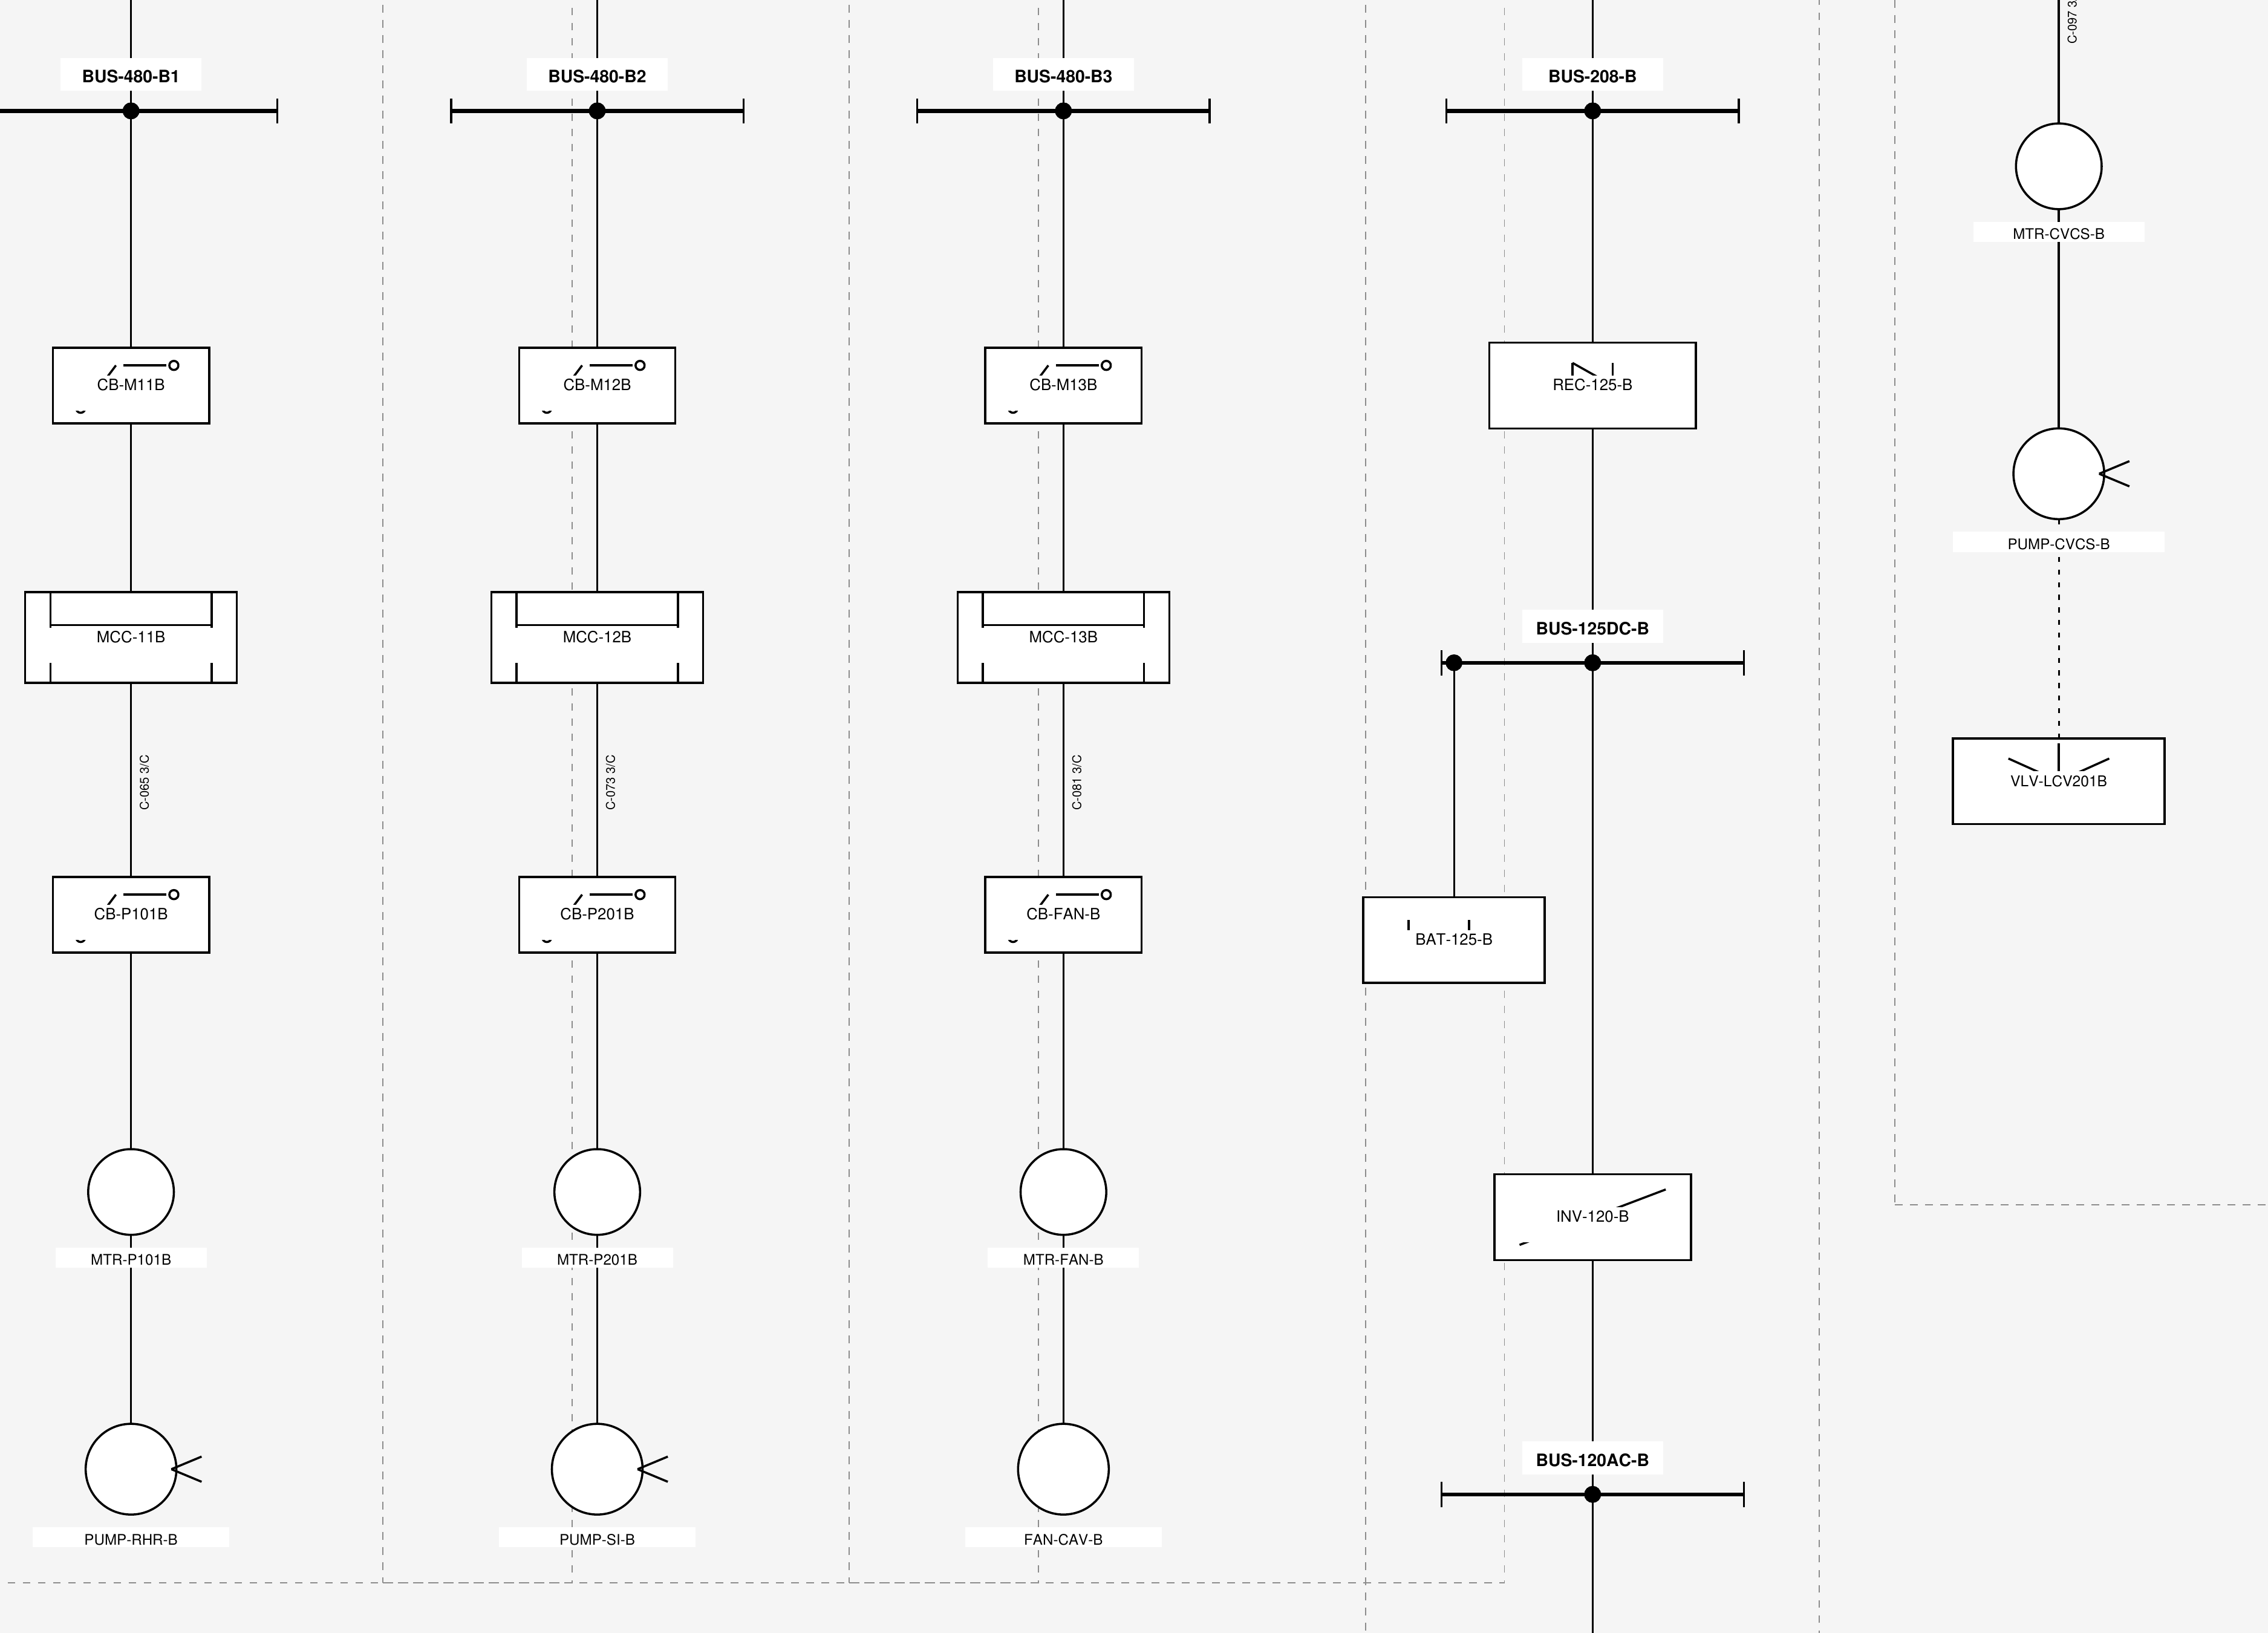 C-097 3
BUS-480-B1
BUS-480-B2
BUS-480-B3
BUS-208-B
MTR-CVCS-B
CB-M11B
CB-M12B
CB-M13B
REC-125-B
PUMP-CVCS-B
MCC-11B
MCC-12B
MCC-13B
BUS-125DC-B
C-065 3/C
C-073 3/C
C-081 3/C
VLV-LCV201B
CB-P101B
CB-P201B
CB-FAN-B
BAT-125-B
INV-120-B
MTR-P101B
MTR-P201B
MTR-FAN-B
BUS-120AC-B
PUMP-RHR-B
PUMP-SI-B
FAN-CAV-B